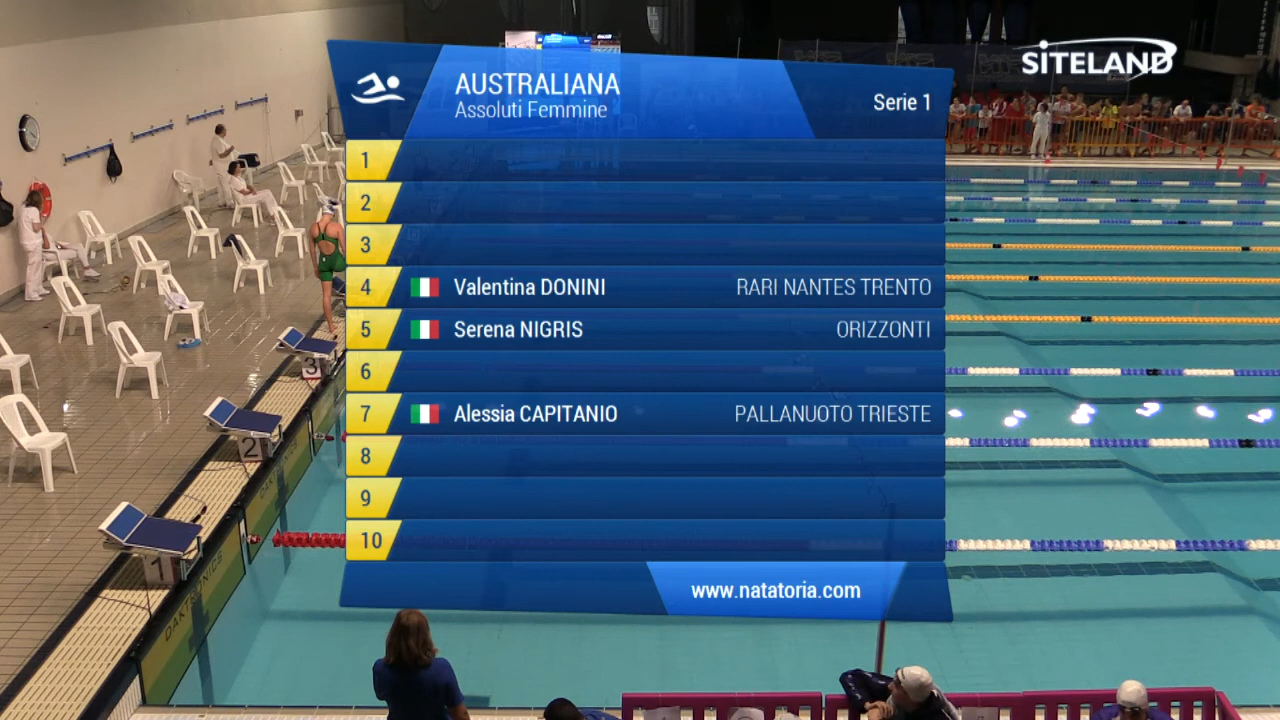 SITELAND
AUSTRALIANA
Assoluti Femmine
Serie 1
1
2
3
4 Valentina DONINI RARI NANTES TRENTO
5 Serena NIGRIS ORIZZONTI
6
7 Alessia CAPITANIO PALLANUOTO TRIESTE
8
9
10
www.natatoria.com
3
2
1
DAKTRONICS